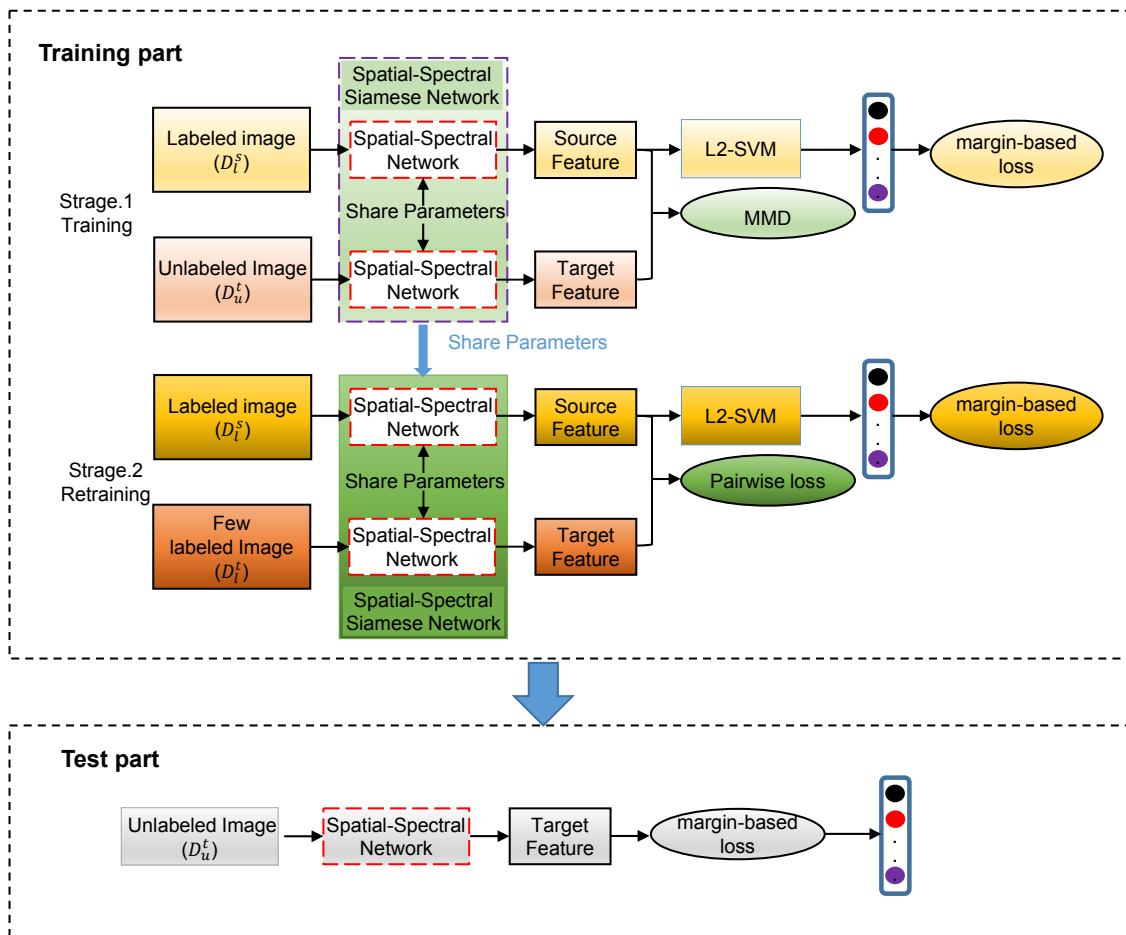 Training part
Spatial-Spectral
Siamese Network
Labeled image
(D_l^s)
Spatial-Spectral
Network
Source
Feature
L2-SVM
margin-based
loss
Strage.1
Training
Share Parameters
MMD
Unlabeled Image
(D_u^t)
Spatial-Spectral
Network
Target
Feature
Share Parameters
Labeled image
(D_l^s)
Spatial-Spectral
Network
Source
Feature
L2-SVM
margin-based
loss
Strage.2
Retraining
Share Parameters
Pairwise loss
Few
labeled Image
(D_l^t)
Spatial-Spectral
Network
Target
Feature
Spatial-Spectral
Siamese Network
Test part
Unlabeled Image
(D_u^t)
Spatial-Spectral
Network
Target
Feature
margin-based
loss